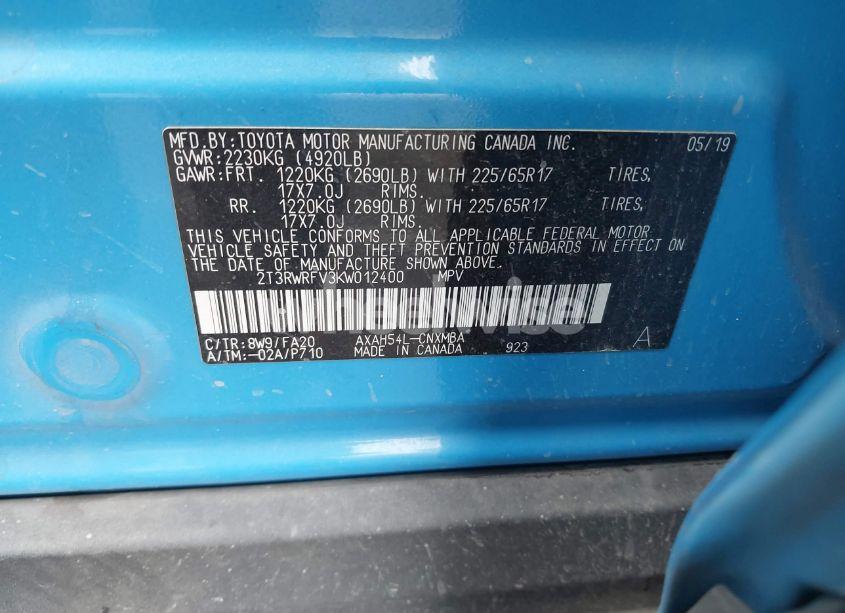 MFD. BY: TOYOTA MOTOR MANUFACTURING CANADA INC. 05/19
GVWR: 2230KG (4920LB)
GAWR: FRT. 1220KG (2690LB) WITH 225/65R17 TIRES,
17X7.0J RIMS.
RR. 1220KG (2690LB) WITH 225/65R17 TIRES,
17X7.0J RIMS.
THIS VEHICLE CONFORMS TO ALL APPLICABLE FEDERAL MOTOR
VEHICLE SAFETY AND THEFT PREVENTION STANDARDS IN EFFECT ON
THE DATE OF MANUFACTURE SHOWN ABOVE.
2T3RWRFV3KW012400 MPV
C/TR: 8W9/FA20 AXAH54L-CNXMBA A
A/TM: -02A/P710 MADE IN CANADA 923